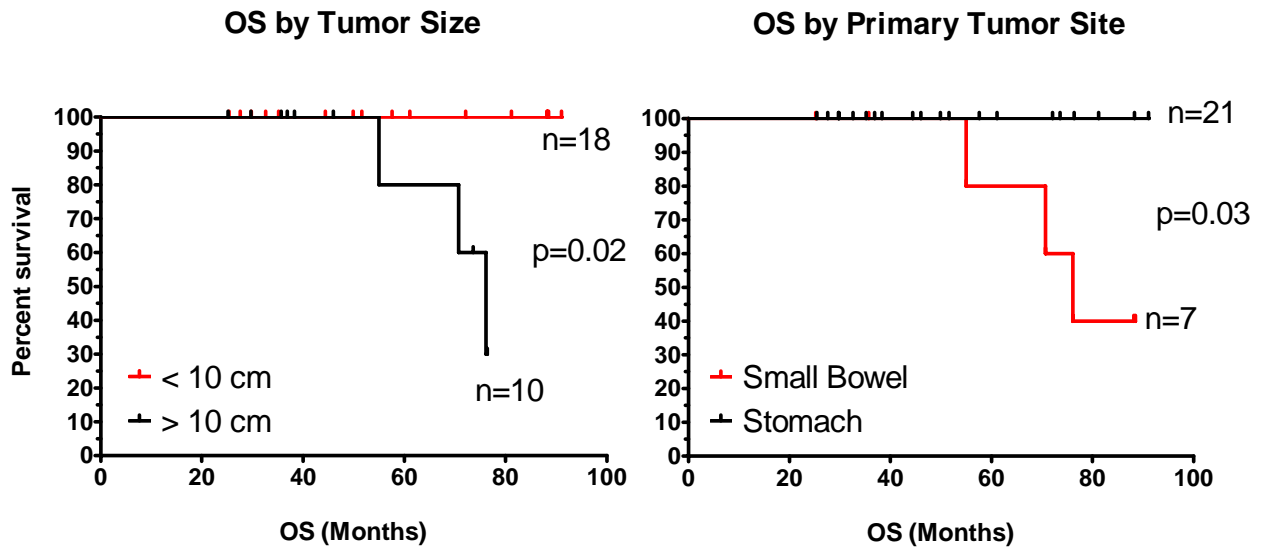 OS by Tumor Size
Percent survival
100
90
80
70
60
50
40
30
20
10
0
n=18
p=0.02
n=10
< 10 cm
> 10 cm
0 20 40 60 80 100
OS (Months)
OS by Primary Tumor Site
100
90
80
70
60
50
40
30
20
10
0
n=21
p=0.03
n=7
Small Bowel
Stomach
0 20 40 60 80 100
OS (Months)